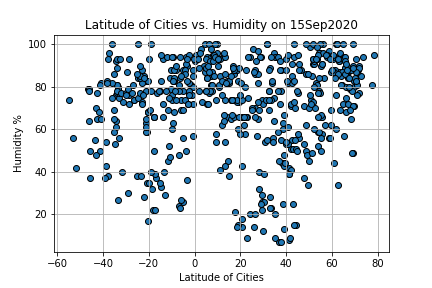 Latitude of Cities vs. Humidity on 15Sep2020
100
80
60
40
20
Humidity %
−60 −40 −20 0 20 40 60 80
Latitude of Cities